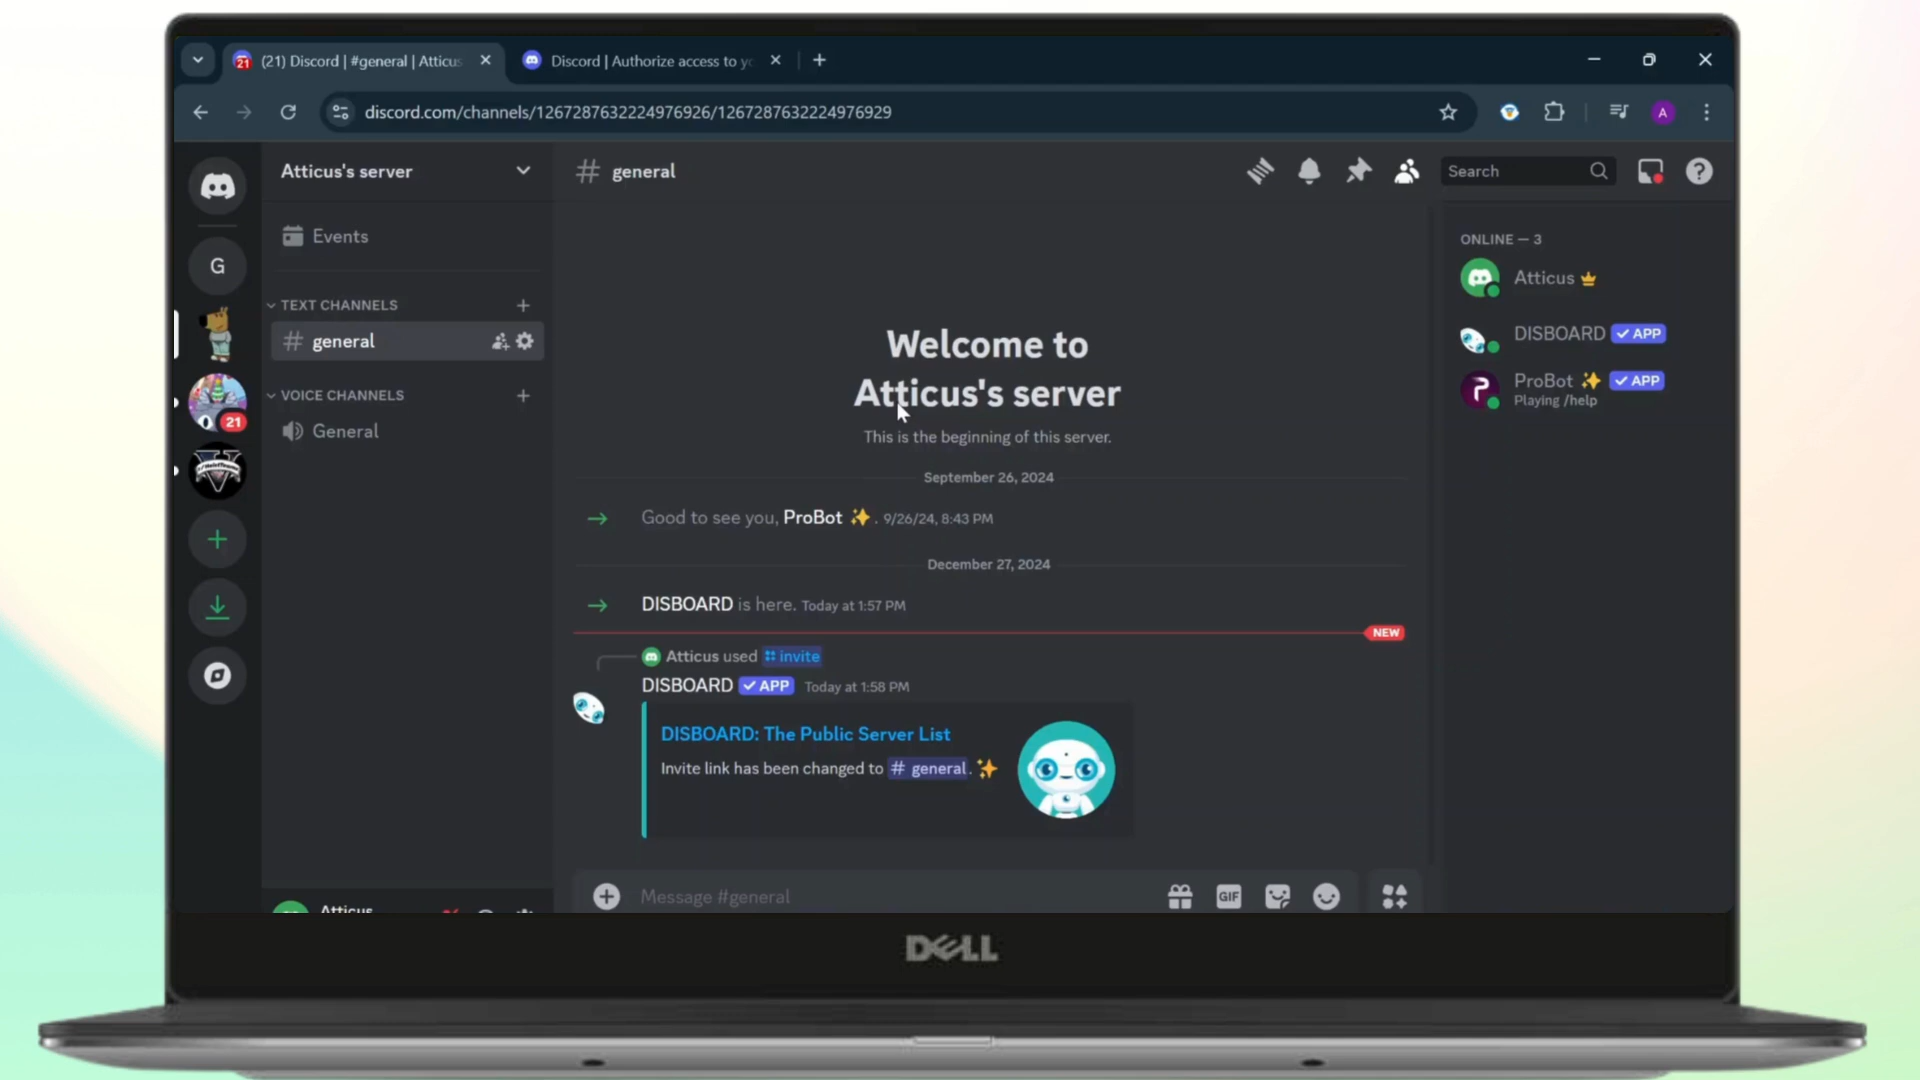 21
(21) Discord | #general | Atticus
Discord | Authorize access to yo
discord.com/channels/1267287632224976926/1267287632224976929
A
Atticus's server
general
Search
Events
G
TEXT CHANNELS
general
VOICE CHANNELS
General
21
Welcome to
Atticus's server
This is the beginning of this server.
September 26, 2024
Good to see you, ProBot ✨. 9/26/24, 8:43 PM
December 27, 2024
DISBOARD is here. Today at 1:57 PM
NEW
Atticus used invite
DISBOARD ✓ APP Today at 1:58 PM
DISBOARD: The Public Server List
Invite link has been changed to # general. ✨
Message #general
GIF
Atticus
ONLINE — 3
Atticus
DISBOARD ✓ APP
ProBot ✨ ✓ APP
Playing /help
DELL